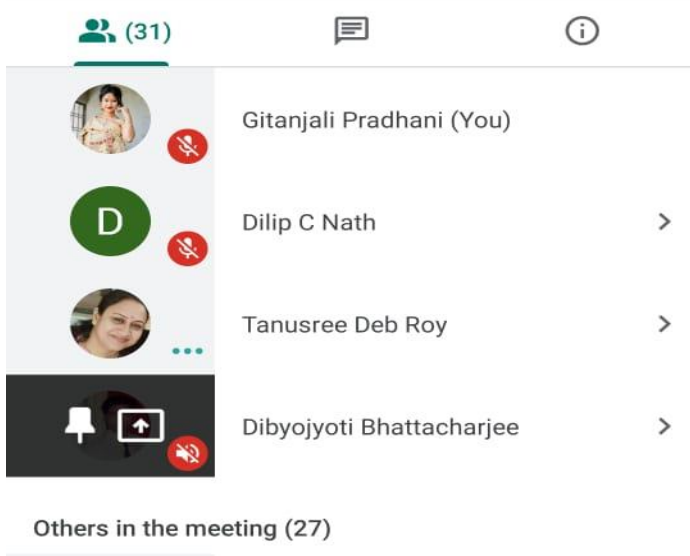 (31)
Gitanjali Pradhani (You)
D
Dilip C Nath
Tanusree Deb Roy
Dibyojyoti Bhattacharjee
Others in the meeting (27)